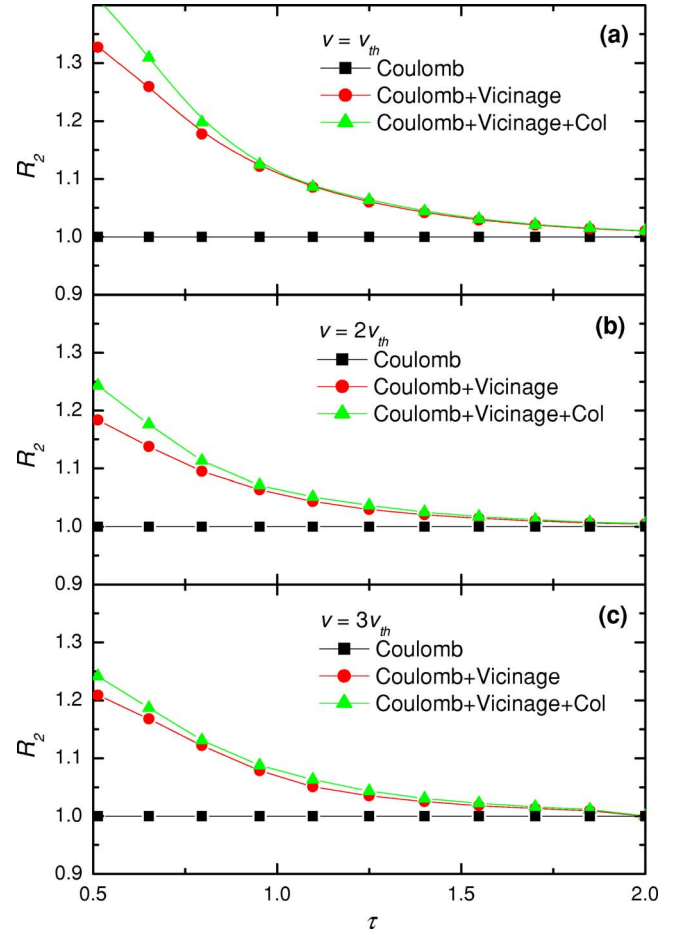 (a)
v = v_th
Coulomb
Coulomb+Vicinage
Coulomb+Vicinage+Col
R_2
1.3
1.2
1.1
1.0
0.9
(b)
v = 2v_th
Coulomb
Coulomb+Vicinage
Coulomb+Vicinage+Col
R_2
1.3
1.2
1.1
1.0
0.9
(c)
v = 3v_th
Coulomb
Coulomb+Vicinage
Coulomb+Vicinage+Col
R_2
1.3
1.2
1.1
1.0
0.9
0.5 1.0 1.5 2.0
τ